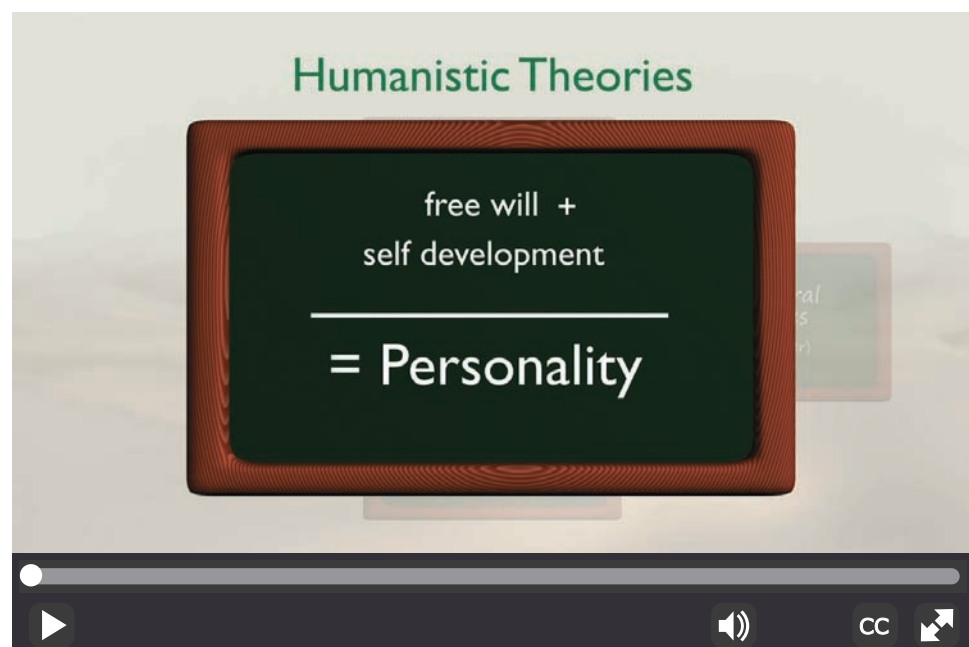 Humanistic Theories
free will +
self development
= Personality
CC